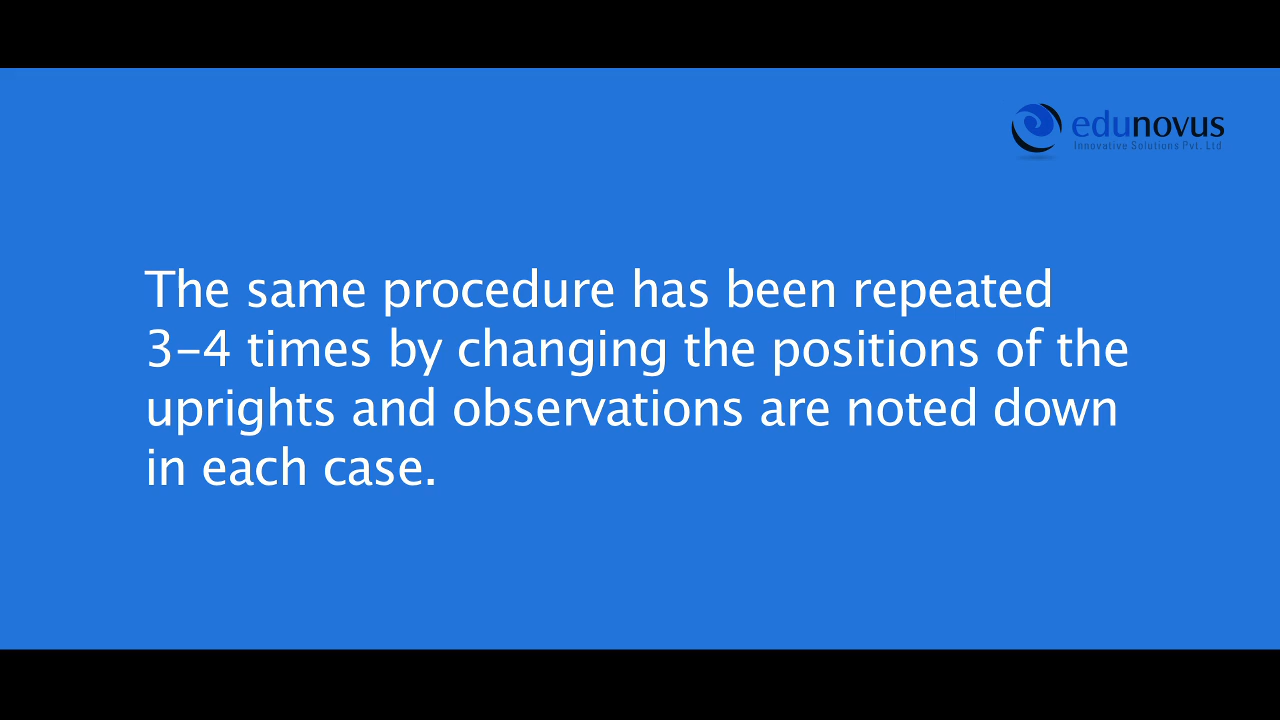 edunovus
Innovative Solutions Pvt. Ltd
The same procedure has been repeated
3-4 times by changing the positions of the
uprights and observations are noted down
in each case.